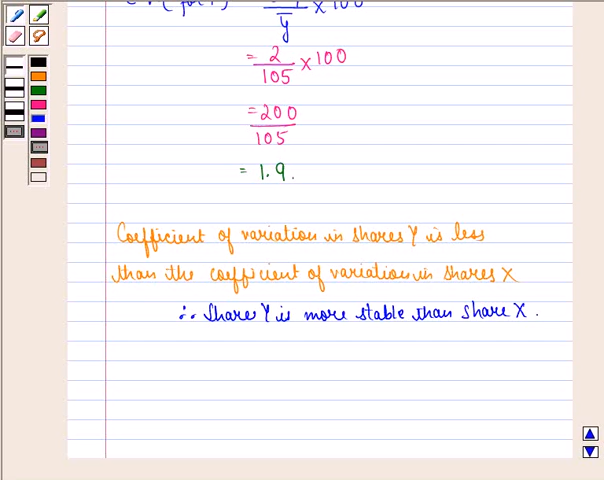 × 100
y̅
= 2/105 × 100
= 200/105
= 1.9.
Coefficient of variation in shares Y is less
than the coefficient of variation in shares X
∴ Share Y is more stable than share X.